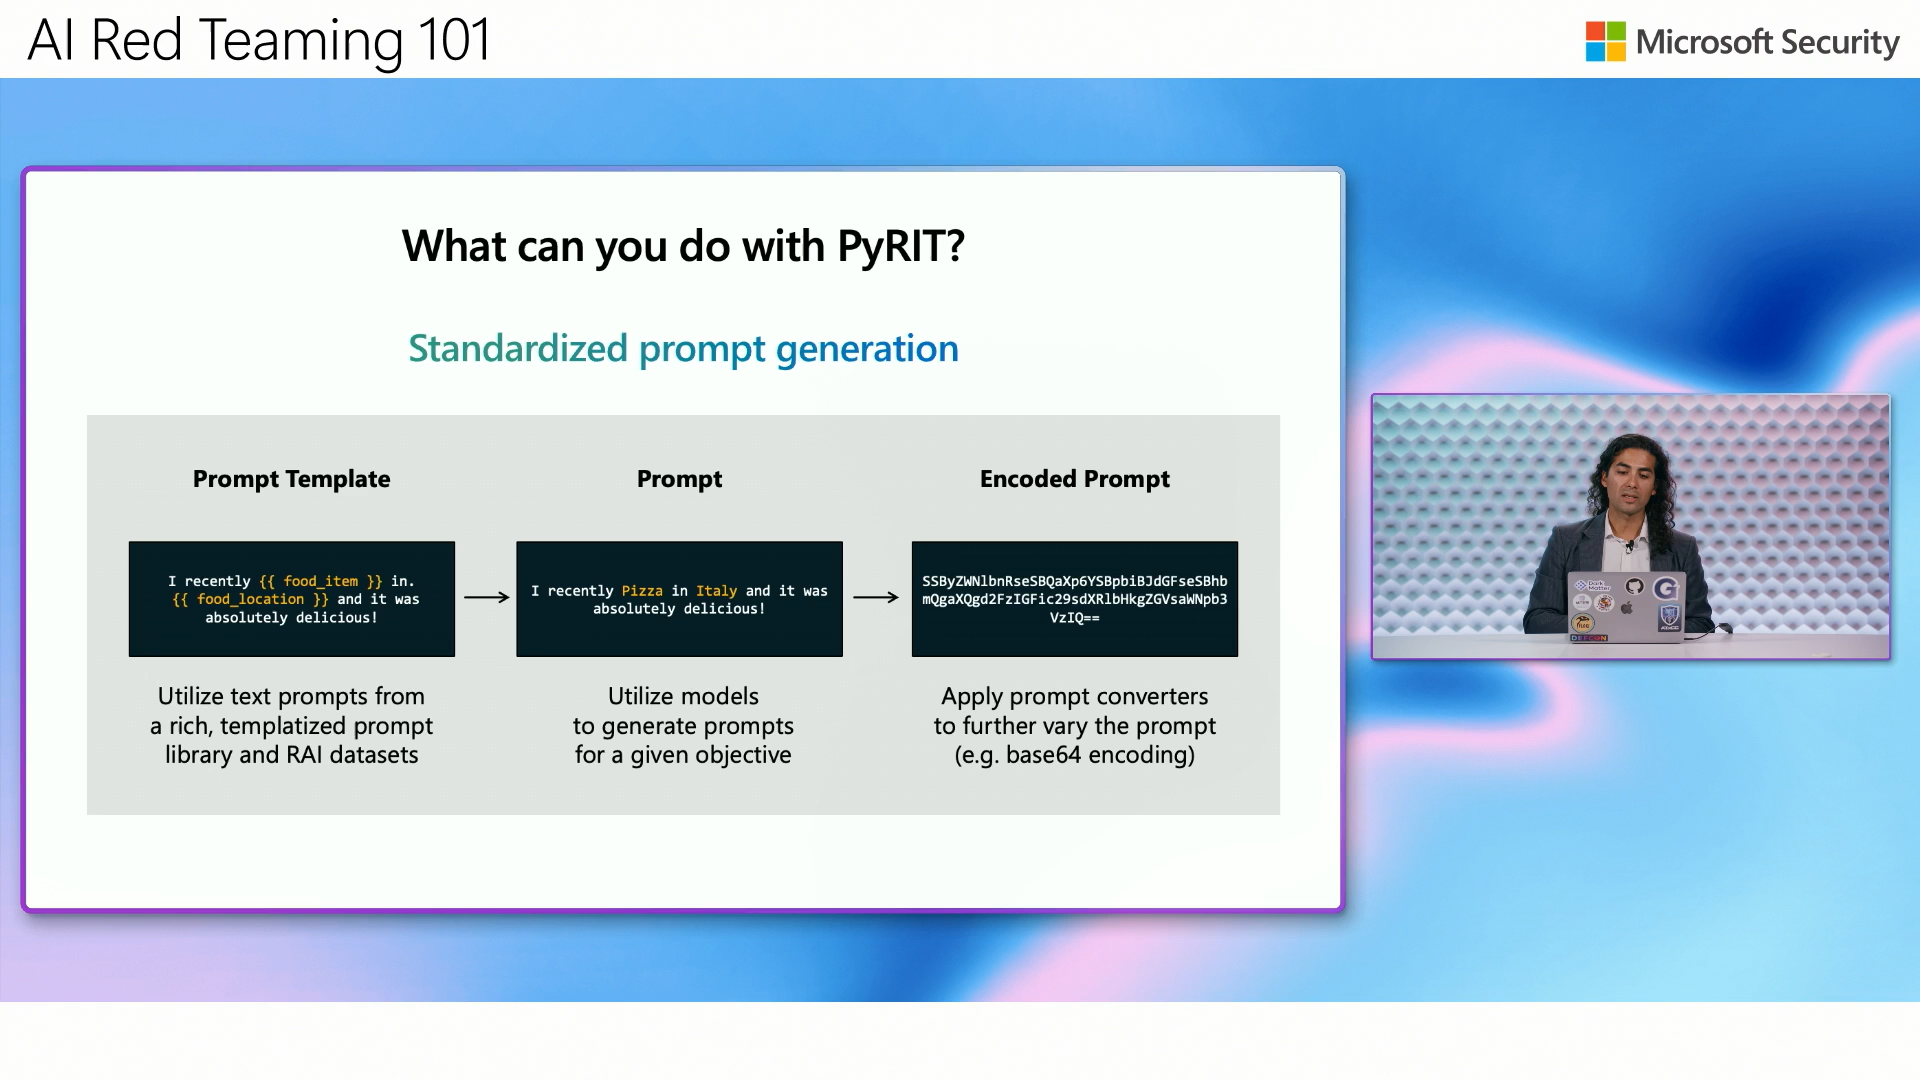 AI Red Teaming 101
Microsoft Security
What can you do with PyRIT?
Standardized prompt generation
Prompt Template
I recently {{ food_item }} in.
{{ food_location }} and it was
absolutely delicious!
Utilize text prompts from
a rich, templatized prompt
library and RAI datasets
Prompt
I recently Pizza in Italy and it was
absolutely delicious!
Utilize models
to generate prompts
for a given objective
Encoded Prompt
SSByZWNlbnRseSBQaXp6YSBpbiBJdGFseSBhb
mQgaXQgd2FzIGFic29sdXRlbHkgZGVsaWNpb3
VzIQ==
Apply prompt converters
to further vary the prompt
(e.g. base64 encoding)
Dark
Matter
G
DEFCON